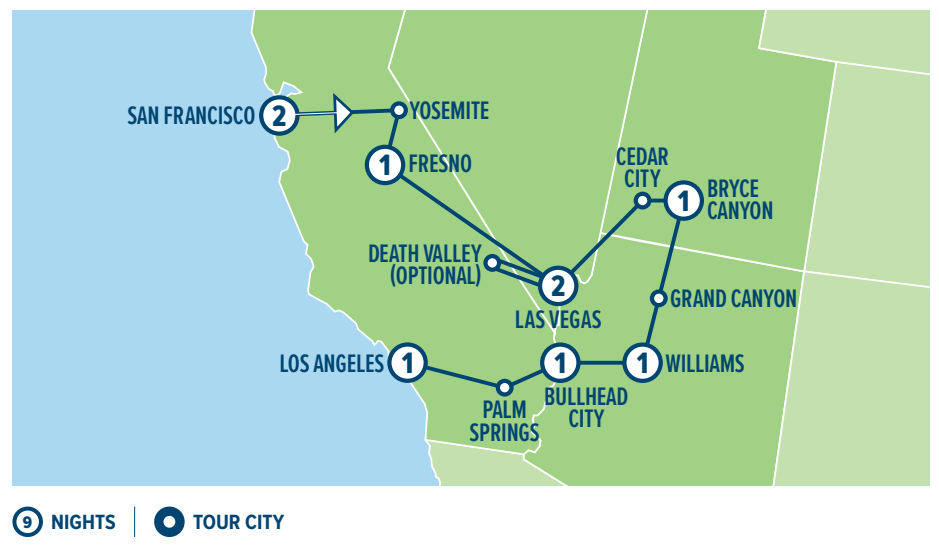 SAN FRANCISCO
2
YOSEMITE
1
FRESNO
CEDAR
CITY
1
BRYCE
CANYON
DEATH VALLEY
(OPTIONAL)
2
LAS VEGAS
GRAND CANYON
LOS ANGELES
1
1
1
WILLIAMS
PALM
SPRINGS
BULLHEAD
CITY
9 NIGHTS
TOUR CITY